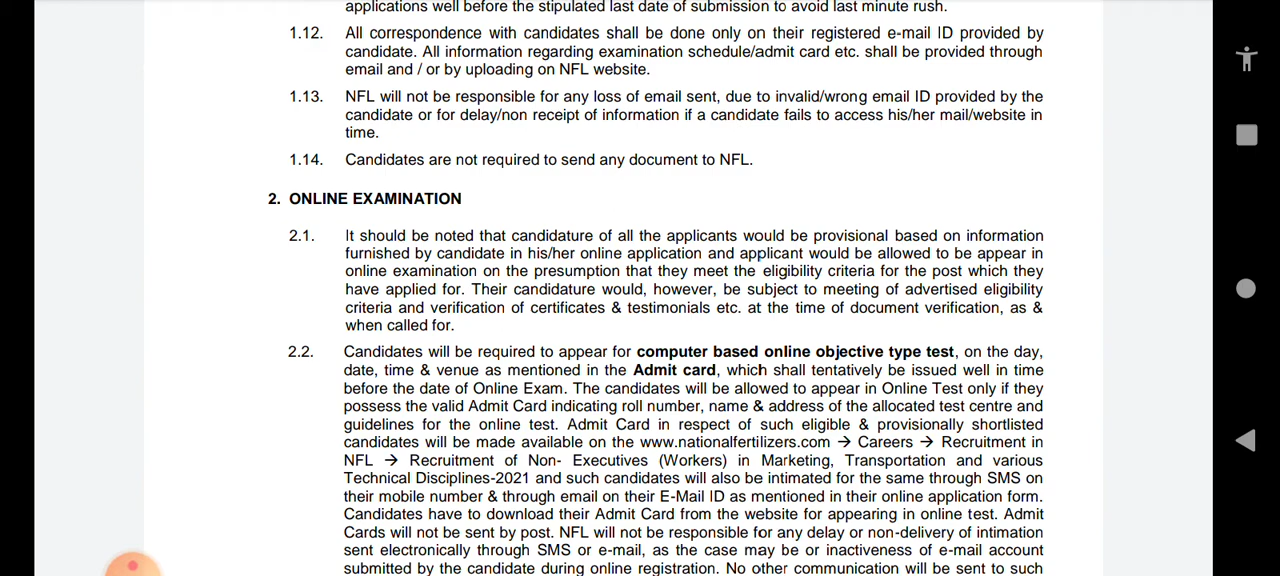 applications well before the stipulated last date of submission to avoid last minute rush.
1.12. All correspondence with candidates shall be done only on their registered e-mail ID provided by
candidate. All information regarding examination schedule/admit card etc. shall be provided through
email and / or by uploading on NFL website.
1.13. NFL will not be responsible for any loss of email sent, due to invalid/wrong email ID provided by the
candidate or for delay/non receipt of information if a candidate fails to access his/her mail/website in
time.
1.14. Candidates are not required to send any document to NFL.
2. ONLINE EXAMINATION
2.1. It should be noted that candidature of all the applicants would be provisional based on information
furnished by candidate in his/her online application and applicant would be allowed to be appear in
online examination on the presumption that they meet the eligibility criteria for the post which they
have applied for. Their candidature would, however, be subject to meeting of advertised eligibility
criteria and verification of certificates & testimonials etc. at the time of document verification, as &
when called for.
2.2. Candidates will be required to appear for computer based online objective type test, on the day,
date, time & venue as mentioned in the Admit card, which shall tentatively be issued well in time
before the date of Online Exam. The candidates will be allowed to appear in Online Test only if they
possess the valid Admit Card indicating roll number, name & address of the allocated test centre and
guidelines for the online test. Admit Card in respect of such eligible & provisionally shortlisted
candidates will be made available on the www.nationalfertilizers.com → Careers → Recruitment in
NFL → Recruitment of Non- Executives (Workers) in Marketing, Transportation and various
Technical Disciplines-2021 and such candidates will also be intimated for the same through SMS on
their mobile number & through email on their E-Mail ID as mentioned in their online application form.
Candidates have to download their Admit Card from the website for appearing in online test. Admit
Cards will not be sent by post. NFL will not be responsible for any delay or non-delivery of intimation
sent electronically through SMS or e-mail, as the case may be or inactiveness of e-mail account
submitted by the candidate during online registration. No other communication will be sent to such